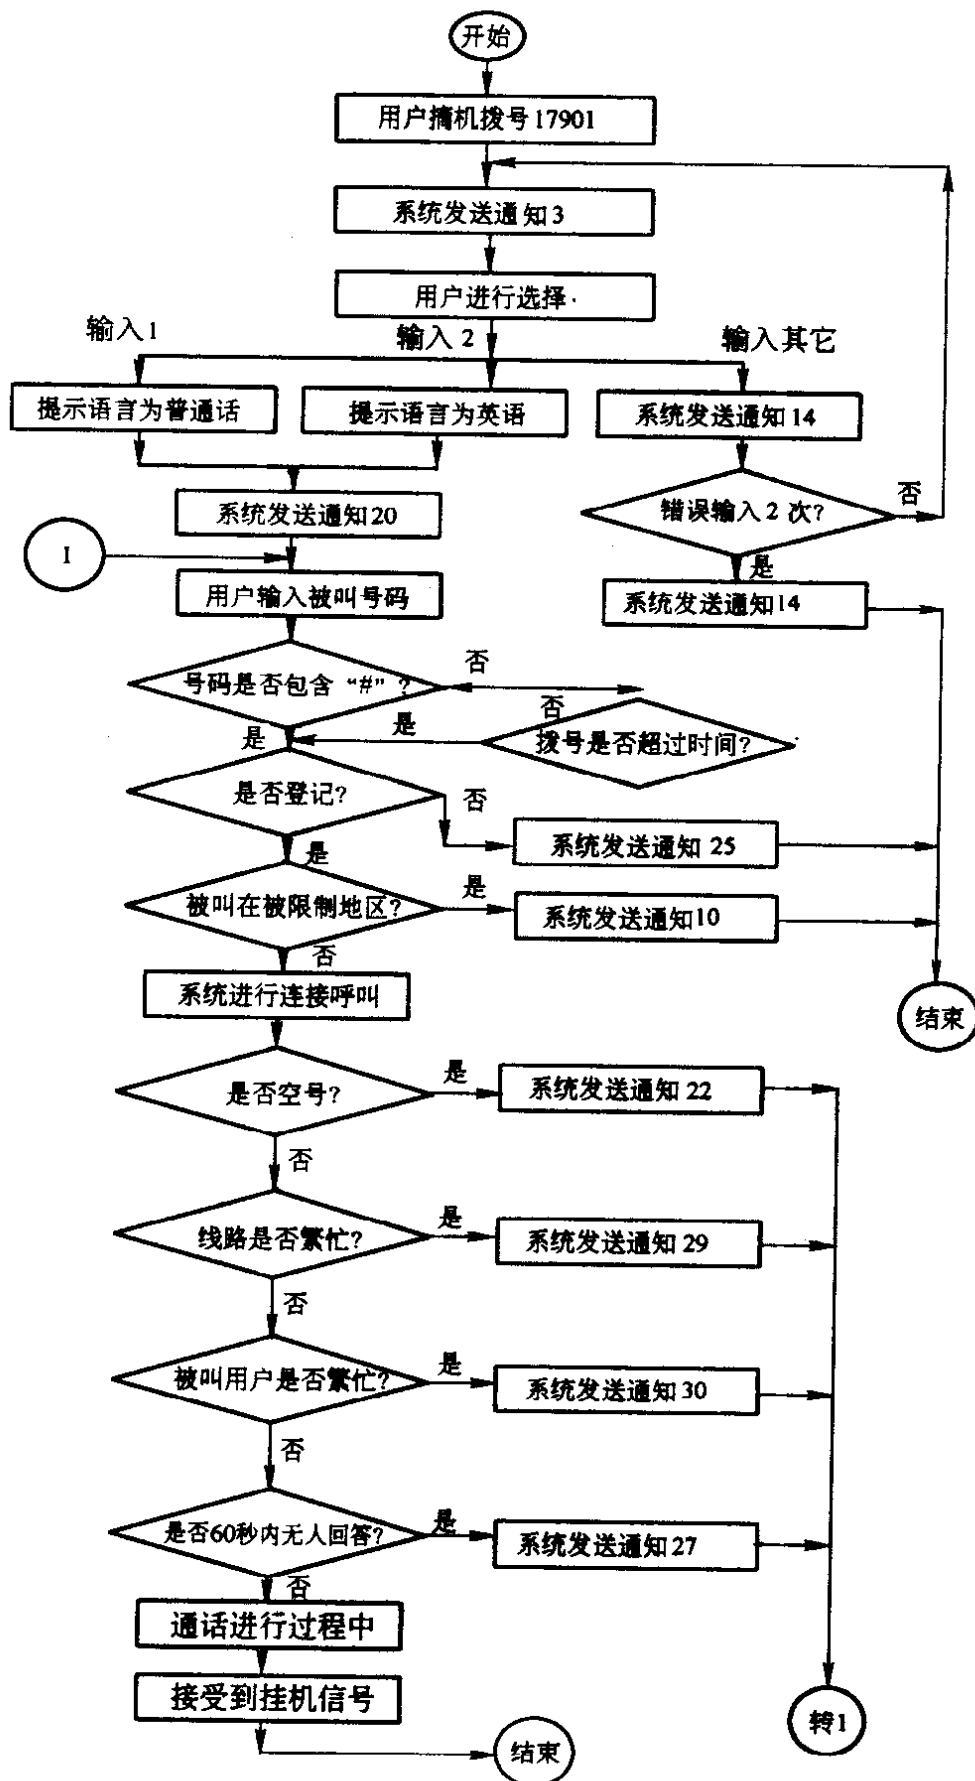 开始
用户摘机拨号17901
系统发送通知3
用户进行选择
输入1
输入2
输入其它
提示语言为普通话
提示语言为英语
系统发送通知14
系统发送通知20
错误输入2次?
否
1
是
用户输入被叫号码
系统发送通知14
号码是否包含“#”?
否
否
是
是
拨号是否超过时间?
是否登记?
否
系统发送通知25
是
被叫在被限制地区?
是
系统发送通知10
否
系统进行连接呼叫
结束
是否空号?
是
系统发送通知22
否
线路是否繁忙?
是
系统发送通知29
否
被叫用户是否繁忙?
是
系统发送通知30
否
是否60秒内无人回答?
是
系统发送通知27
否
通话进行过程中
接受到挂机信号
转1
结束